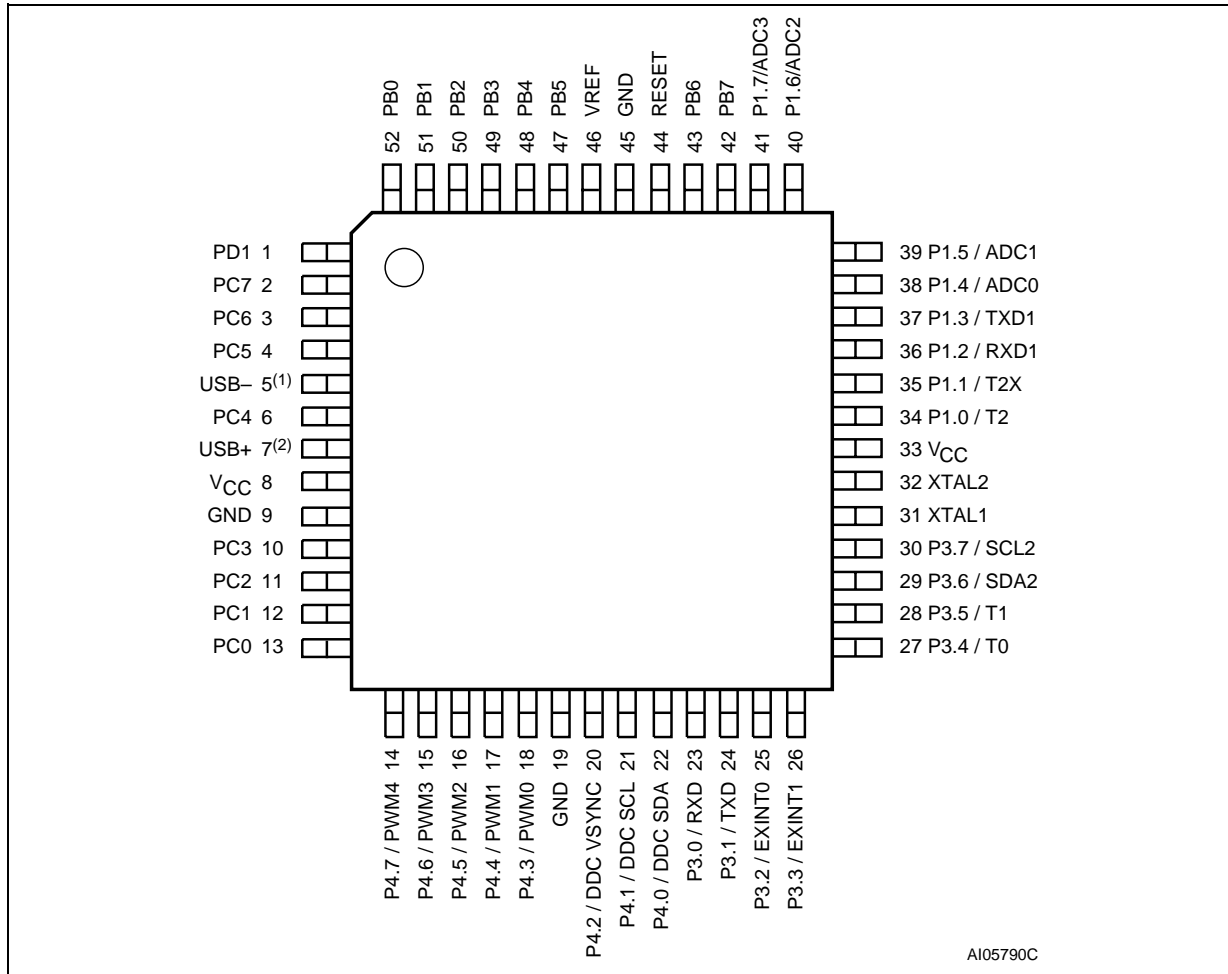 52 PB0
51 PB1
50 PB2
49 PB3
48 PB4
47 PB5
46 VREF
45 GND
44 RESET
43 PB6
42 PB7
41 P1.7/ADC3
40 P1.6/ADC2
PD1 1
PC7 2
PC6 3
PC5 4
USB– 5(1)
PC4 6
USB+ 7(2)
VCC 8
GND 9
PC3 10
PC2 11
PC1 12
PC0 13
39 P1.5 / ADC1
38 P1.4 / ADC0
37 P1.3 / TXD1
36 P1.2 / RXD1
35 P1.1 / T2X
34 P1.0 / T2
33 VCC
32 XTAL2
31 XTAL1
30 P3.7 / SCL2
29 P3.6 / SDA2
28 P3.5 / T1
27 P3.4 / T0
P4.7 / PWM4 14
P4.6 / PWM3 15
P4.5 / PWM2 16
P4.4 / PWM1 17
P4.3 / PWM0 18
GND 19
P4.2 / DDC VSYNC 20
P4.1 / DDC SCL 21
P4.0 / DDC SDA 22
P3.0 / RXD 23
P3.1 / TXD 24
P3.2 / EXINT0 25
P3.3 / EXINT1 26
AI05790C